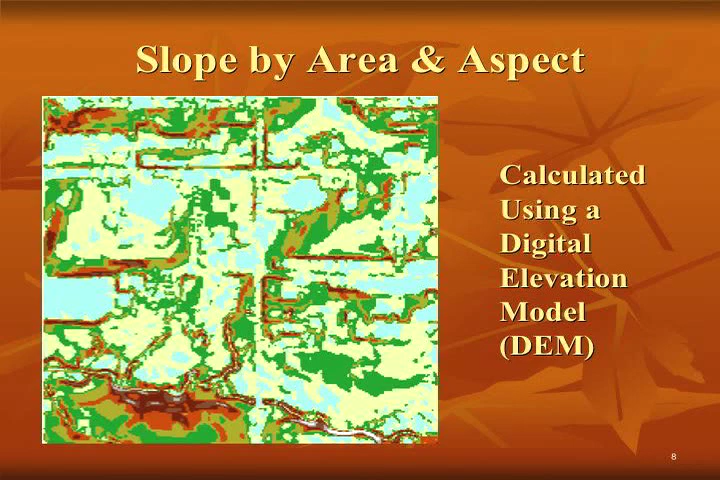 Slope by Area & Aspect
Calculated
Using a
Digital
Elevation
Model
(DEM)
8